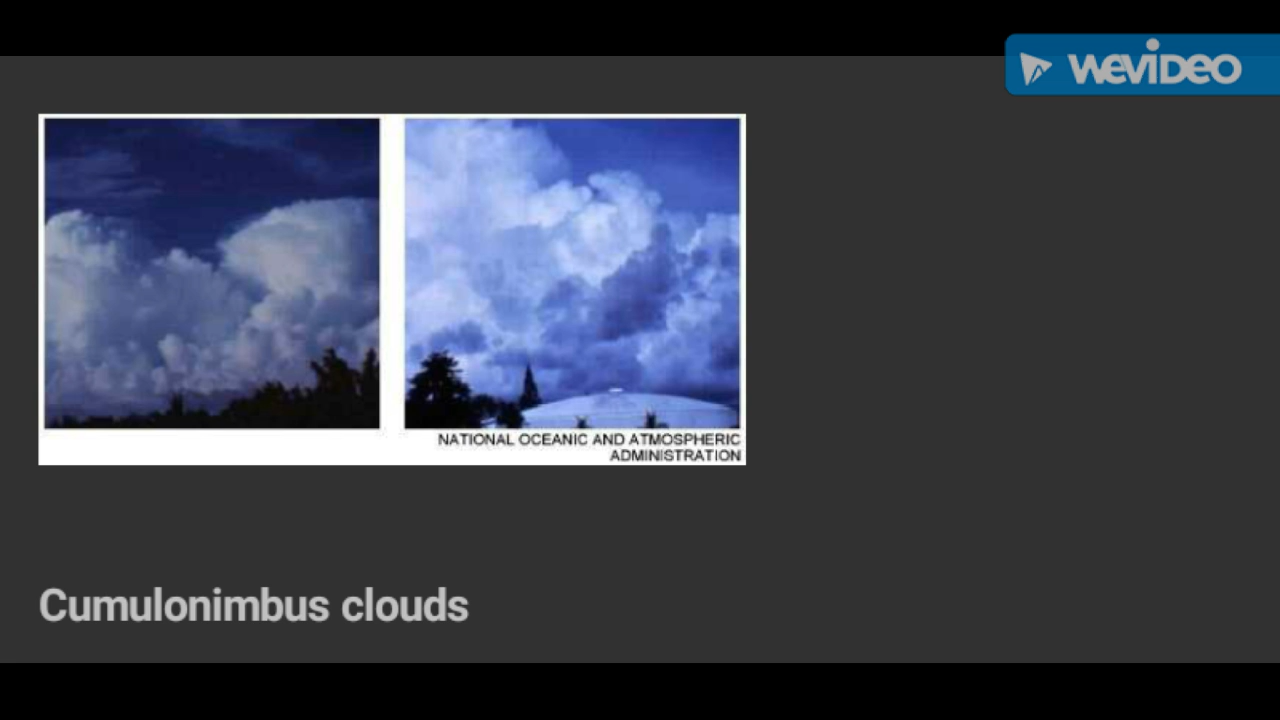 WeViDEO
NATIONAL OCEANIC AND ATMOSPHERIC
ADMINISTRATION
Cumulonimbus clouds